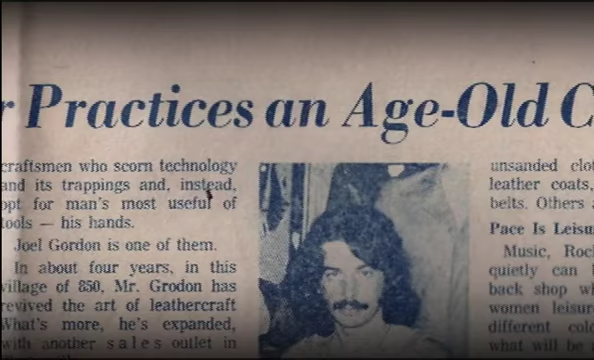 r Practices an Age-Old C
craftsmen who scorn technology
and its trappings and, instead,
opt for man's most useful of
tools — his hands.
Joel Gordon is one of them.
In about four years, in this
village of 850, Mr. Grodon has
revived the art of leathercraft
What's more, he's expanded,
with another sales outlet in
unsanded clot
leather coats,
belts. Others a
Pace Is Leisu
Music, Rock
quietly can
back shop wh
women leisur
different colo
what will be